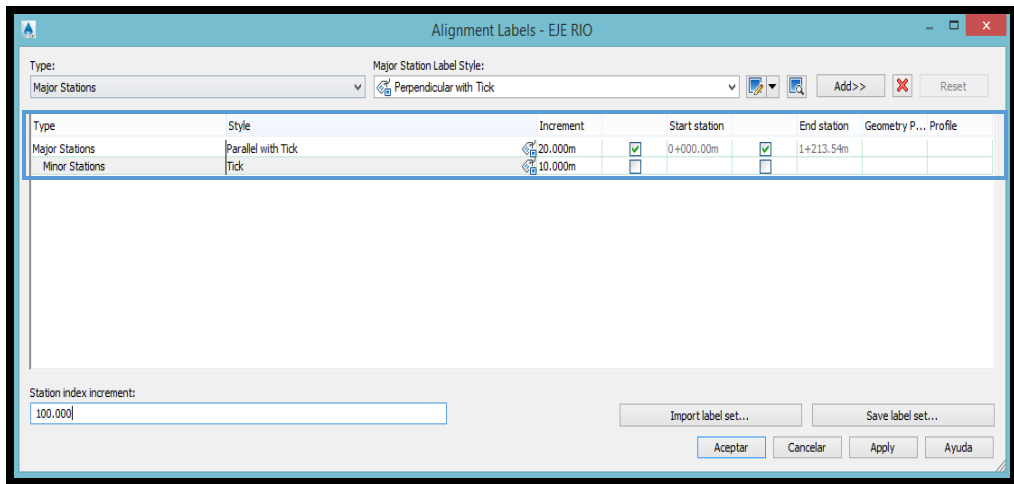 Alignment Labels - EJE RIO
Type: Major Station Label Style:
Major Stations Perpendicular with Tick Add>> Reset
Type Style Increment Start station End station Geometry P... Profile
Major Stations Parallel with Tick 20.000m 0+000.00m 1+213.54m
Minor Stations Tick 10.000m
Station index increment:
100.000
Import label set... Save label set...
Aceptar Cancelar Apply Ayuda